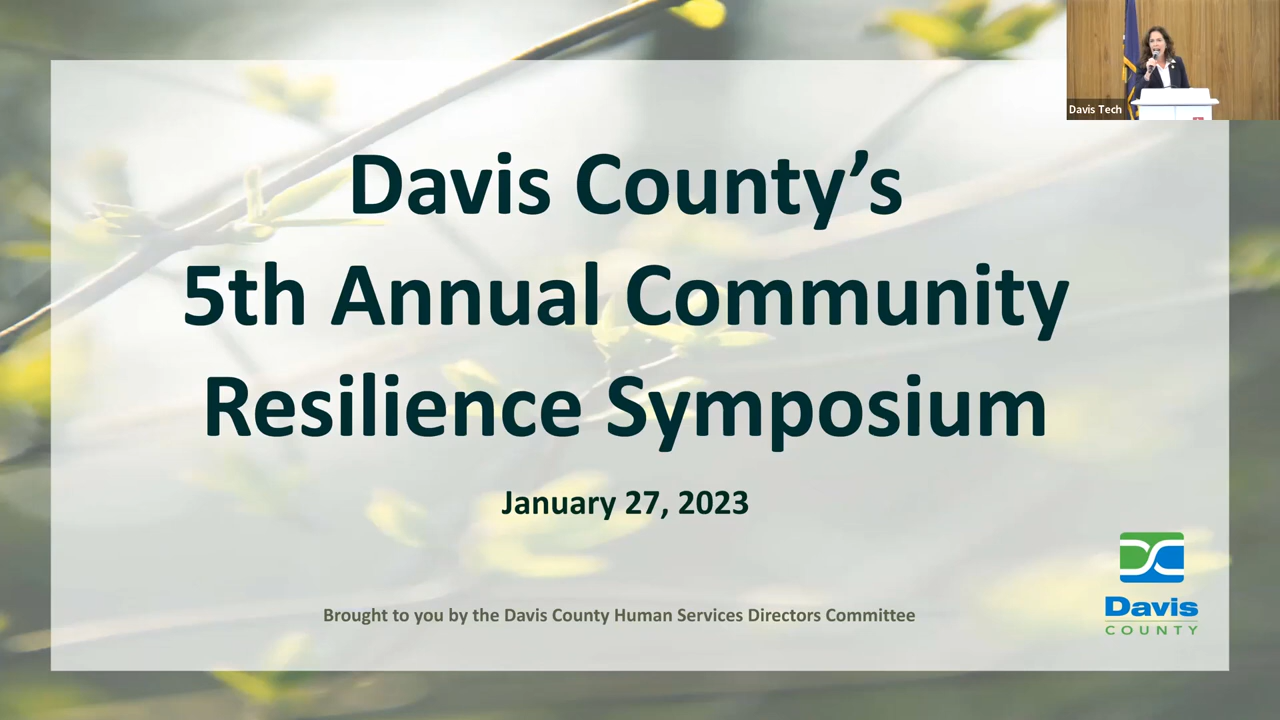 Davis Tech
Davis County’s
5th Annual Community
Resilience Symposium
January 27, 2023
Brought to you by the Davis County Human Services Directors Committee
Davis
COUNTY